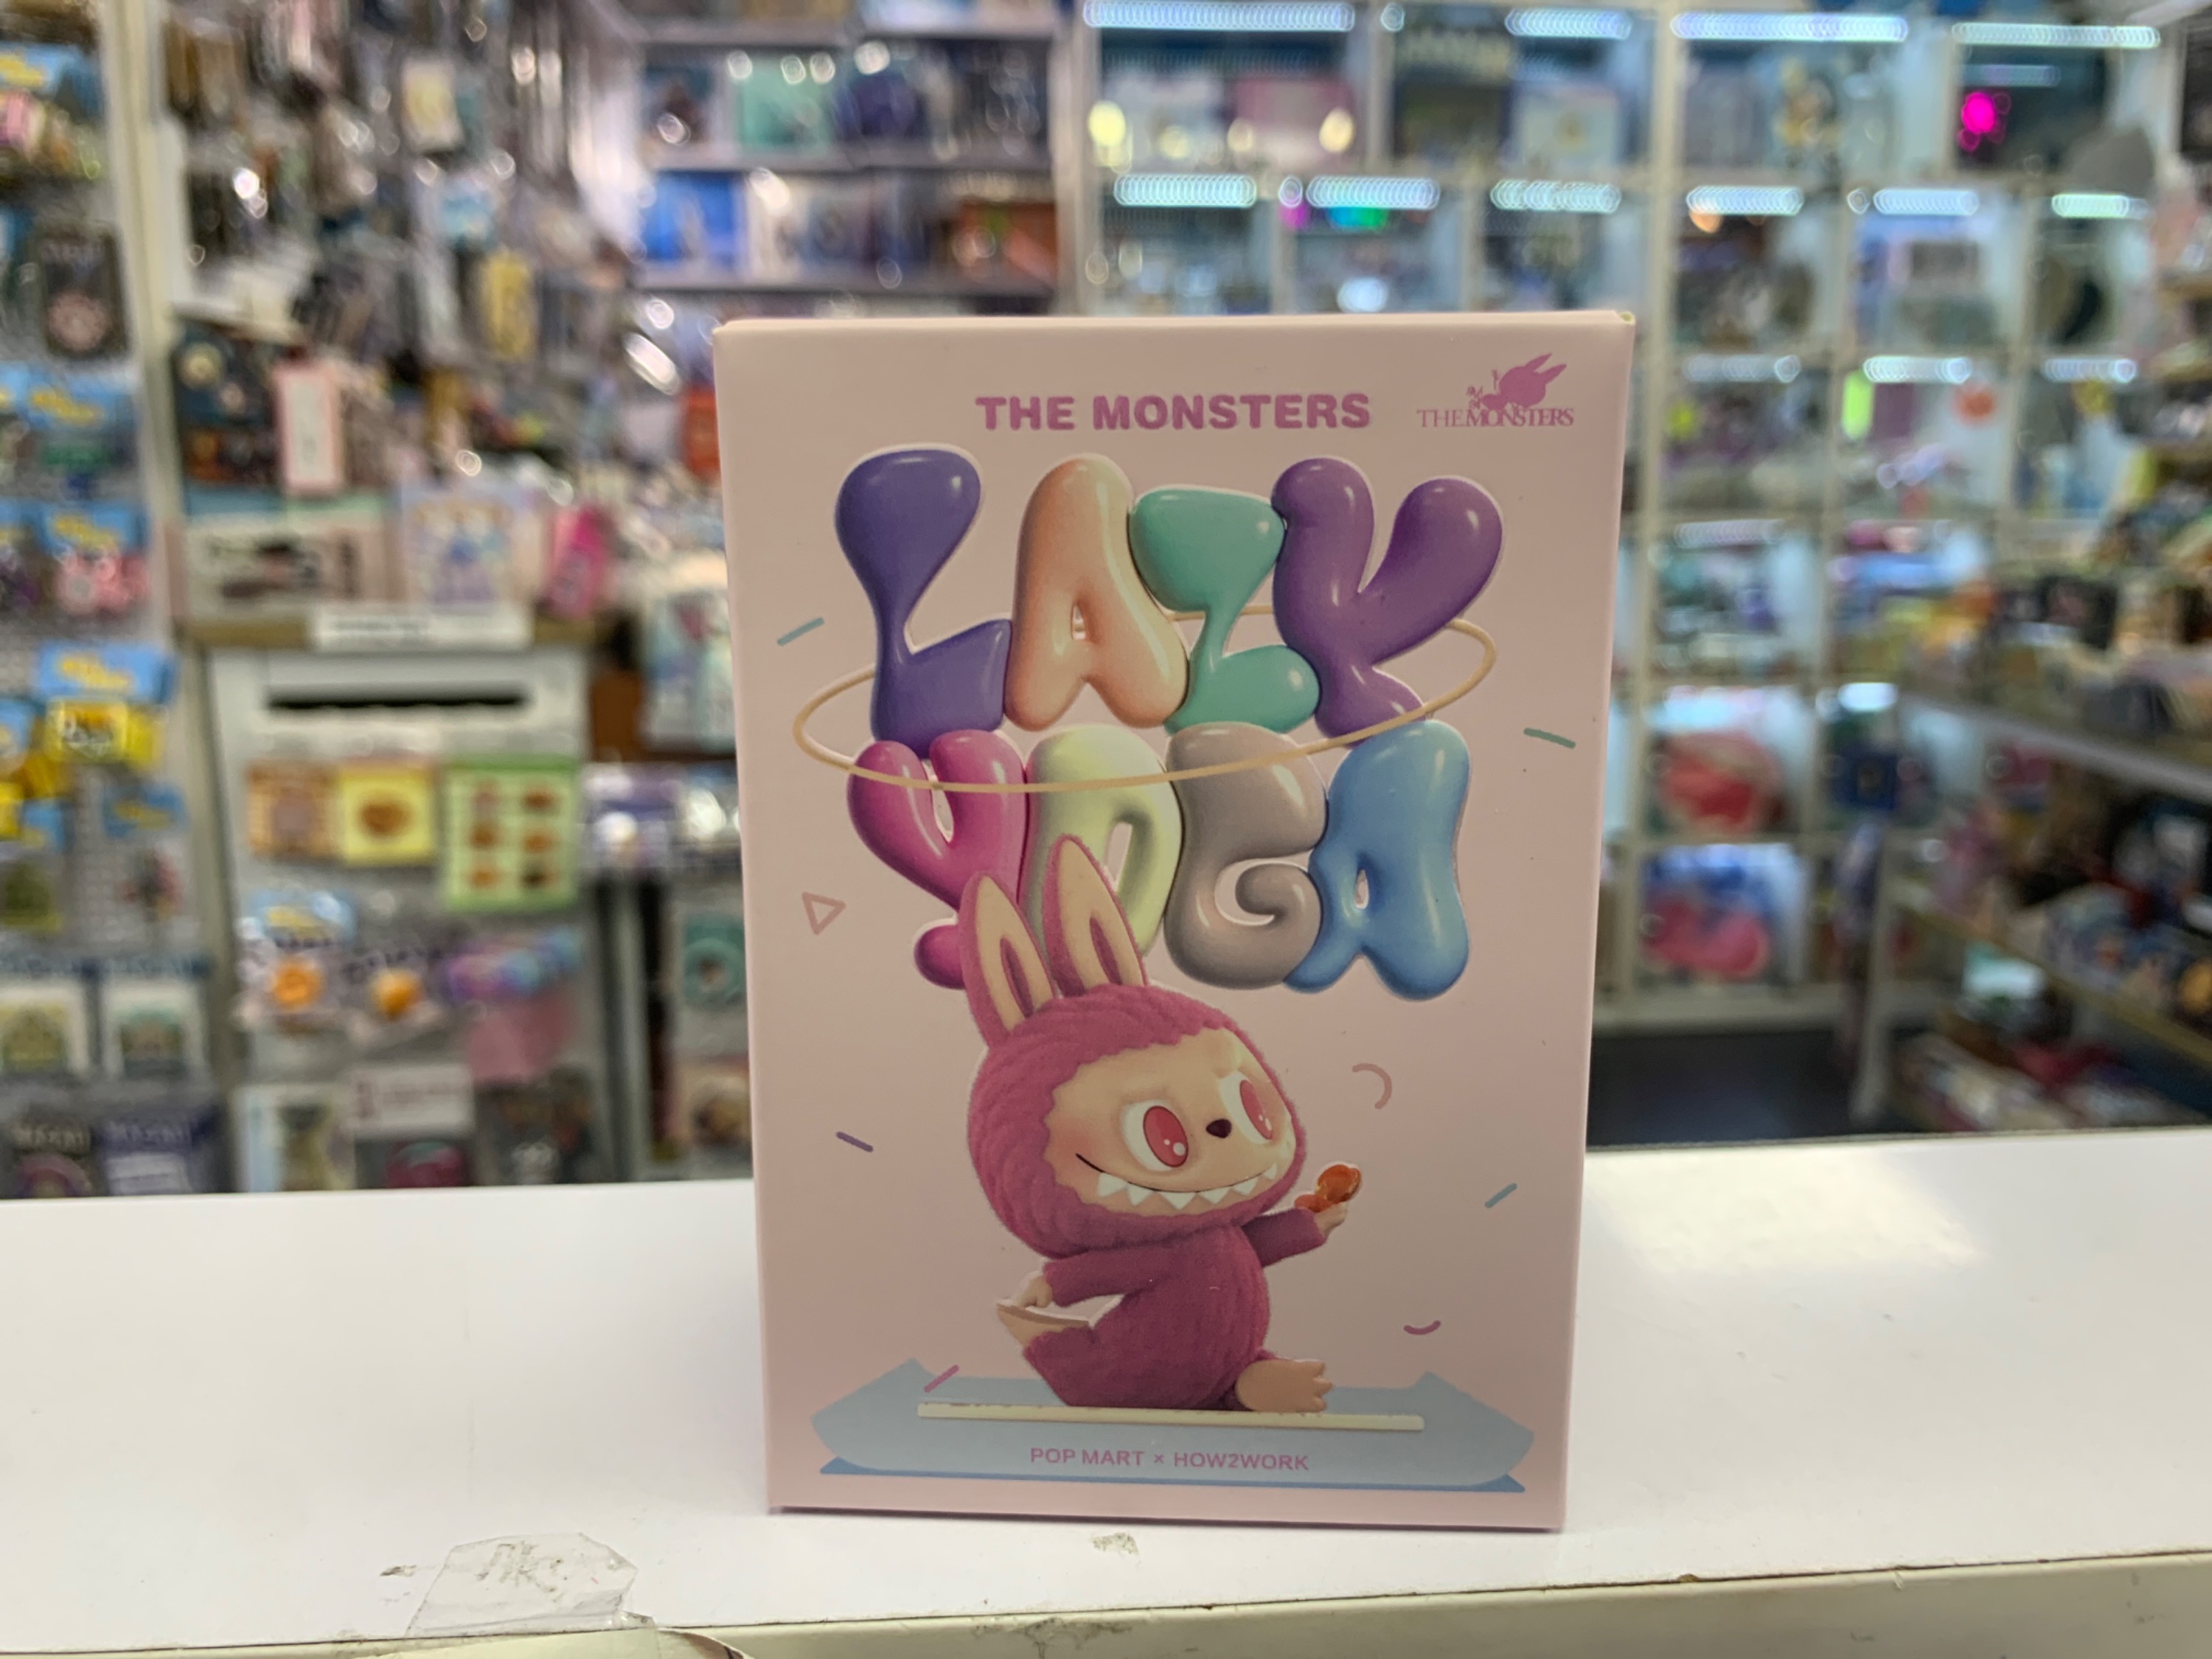 THE MONSTERS
THE MONSTERS
LAZY
YOGA
POP MART × HOW2WORK